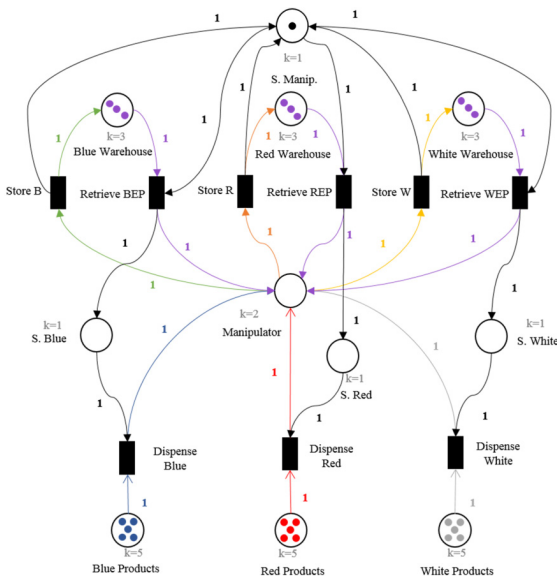 1 1
k=1
S. Manip.
1 1 1 1
k=3 k=3 k=3
1 1 1 1 1 1
Blue Warehouse Red Warehouse White Warehouse
Store B Retrieve BEP Store R Retrieve REP Store W Retrieve WEP
1 1 1 1 1 1 1
1
k=2
Manipulator
k=1
S. Blue
1
1
k=1
S. White
1
k=1
S. Red
1 1 1 1
Dispense
Blue
Dispense
Red
Dispense
White
1 1 1
k=5 k=5 k=5
Blue Products Red Products White Products